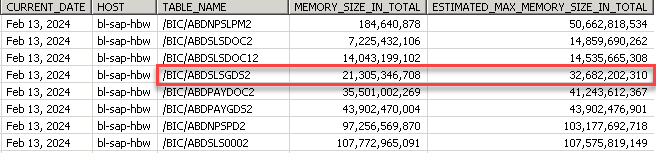 CURRENT_DATE HOST TABLE_NAME MEMORY_SIZE_IN_TOTAL ESTIMATED_MAX_MEMORY_SIZE_IN_TOTAL
Feb 13, 2024 bl-sap-hbw /BIC/ABDNPSLPM2 184,640,878 50,662,818,534
Feb 13, 2024 bl-sap-hbw /BIC/ABDSLSDOC2 7,225,432,106 14,859,690,262
Feb 13, 2024 bl-sap-hbw /BIC/ABDSLSDOC12 14,043,199,102 14,535,665,308
Feb 13, 2024 bl-sap-hbw /BIC/ABDSLSGDS2 21,305,346,708 32,682,202,310
Feb 13, 2024 bl-sap-hbw /BIC/ABDPAYDOC2 35,501,002,269 41,243,612,367
Feb 13, 2024 bl-sap-hbw /BIC/ABDPAYGDS2 43,902,470,004 43,902,476,901
Feb 13, 2024 bl-sap-hbw /BIC/ABDNPSPD2 97,256,569,870 103,177,692,718
Feb 13, 2024 bl-sap-hbw /BIC/ABDSLS0002 107,772,965,091 107,575,819,149